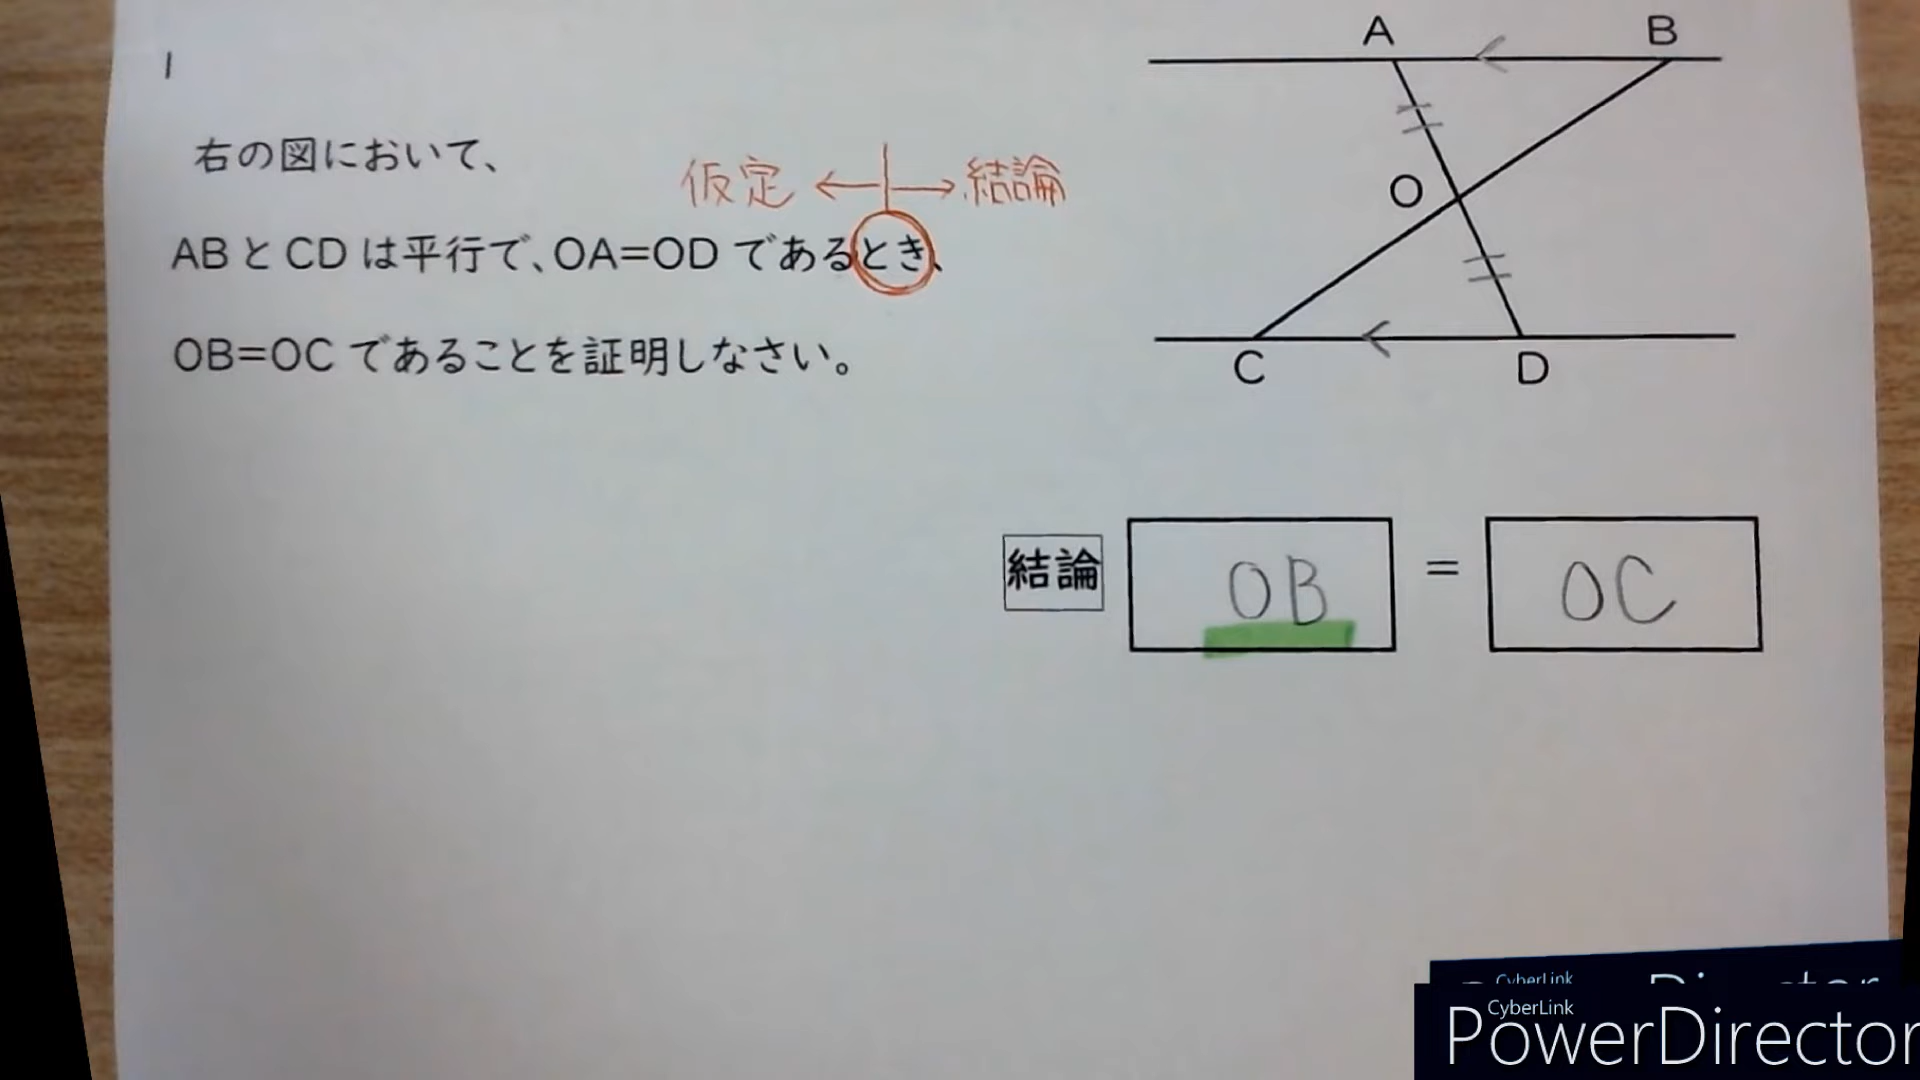 1
右の図において、
仮定 ← → 結論
ABとCDは平行で、OA=ODであるとき、
OB=OCであることを証明しなさい。
A B
O
C D
結論 OB = OC
CyberLink
CyberLink
PowerDirector